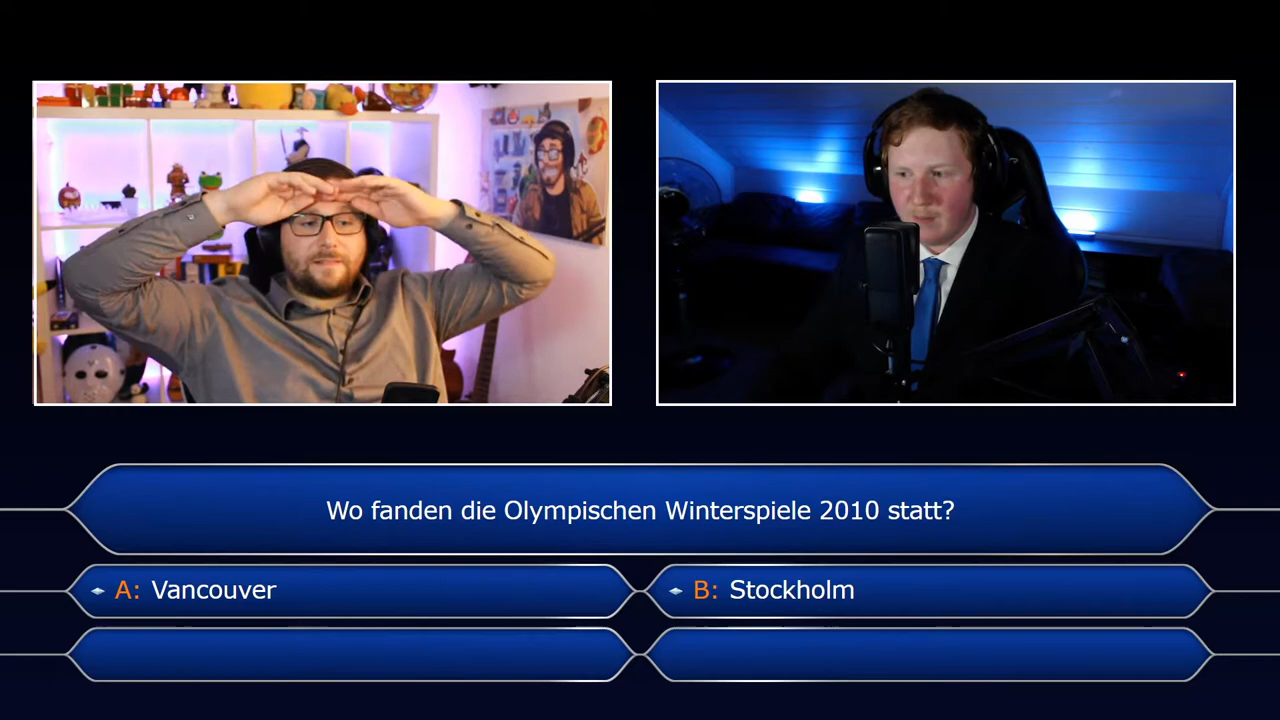 Wo fanden die Olympischen Winterspiele 2010 statt?
A: Vancouver
B: Stockholm